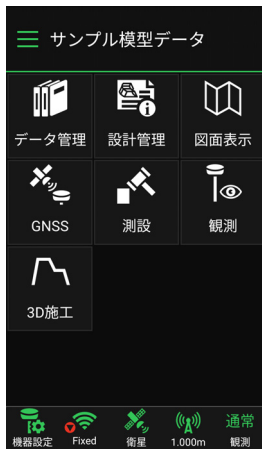 サンプル模型データ
データ管理 設計管理 図面表示
GNSS 測設 観測
3D施工
通常
機器設定 Fixed 衛星 1.000m 観測